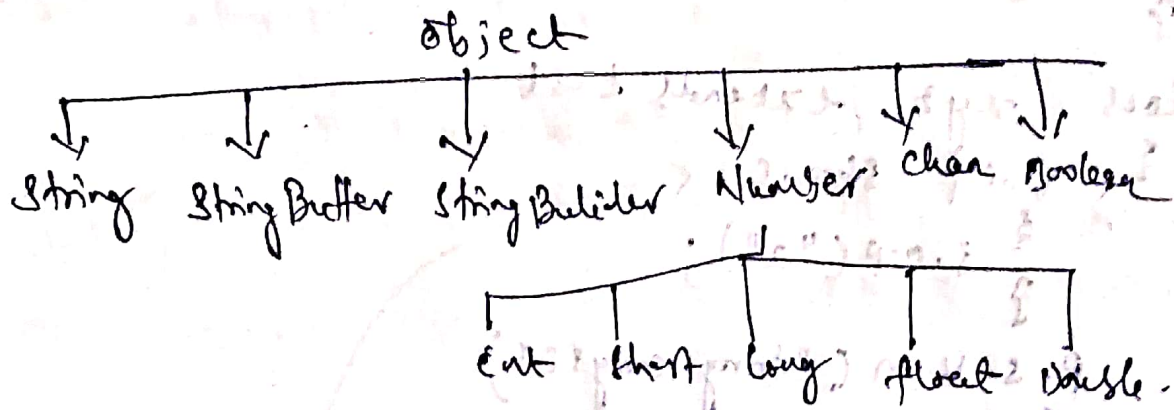 Object
String StringBuffer StringBuilder Number Char Boolean
Int Short Long float Double.